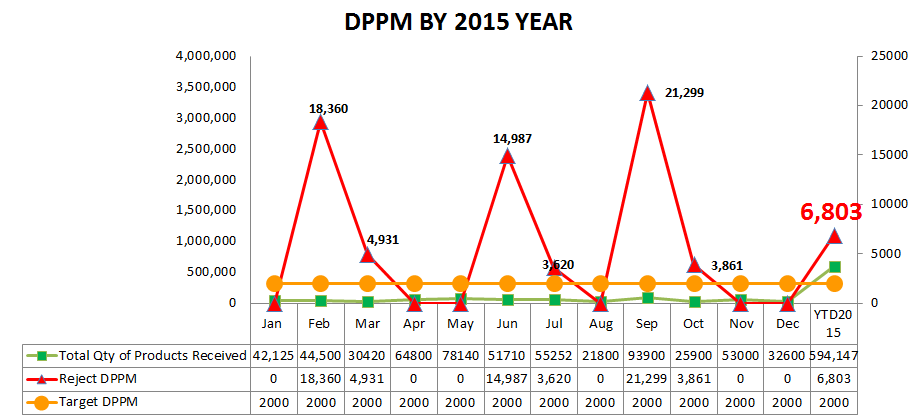 DPPM BY 2015 YEAR
4,000,000 25000
3,500,000
18,360 21,299 20000
3,000,000
14,987
2,500,000 15000
2,000,000
1,500,000 6,803 10000
4,931
1,000,000
3,620 3,861 5000
500,000
0 0
Jan Feb Mar Apr May Jun Jul Aug Sep Oct Nov Dec YTD20
15
Total Qty of Products Received 42,125 44,500 30420 64800 78140 51710 55252 21800 93900 25900 53000 32600 594,147
Reject DPPM 0 18,360 4,931 0 0 14,987 3,620 0 21,299 3,861 0 0 6,803
Target DPPM 2000 2000 2000 2000 2000 2000 2000 2000 2000 2000 2000 2000 2000